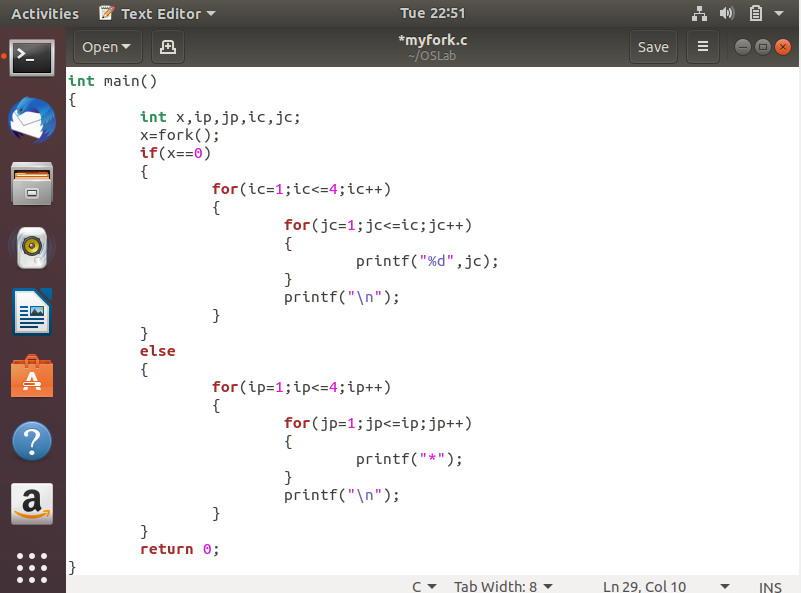 Activities Text Editor Tue 22:51
Open *myfork.c Save
~/OSLab
int main()
{
        int x,ip,jp,ic,jc;
        x=fork();
        if(x==0)
        {
                for(ic=1;ic<=4;ic++)
                {
                        for(jc=1;jc<=ic;jc++)
                        {
                                printf("%d",jc);
                        }
                        printf("\n");
                }
        }
        else
        {
                for(ip=1;ip<=4;ip++)
                {
                        for(jp=1;jp<=ip;jp++)
                        {
                                printf("*");
                        }
                        printf("\n");
                }
        }
        return 0;
}
C Tab Width: 8 Ln 29, Col 10 INS